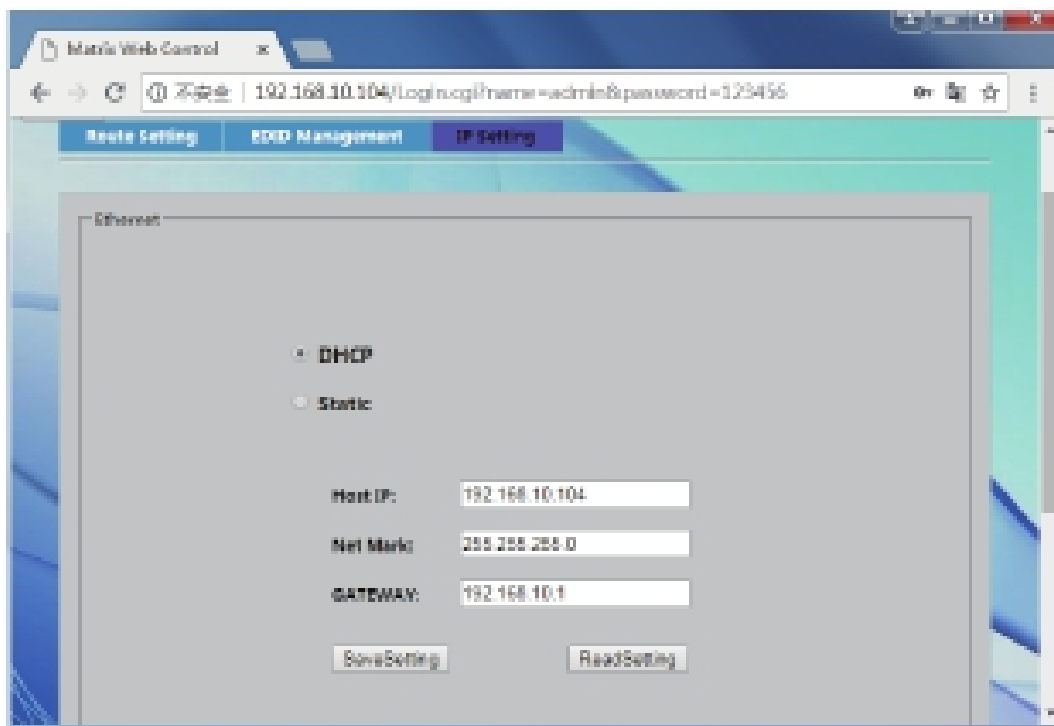 Matrix Web Control
不安全 | 192.168.10.104/Login.cgi?name=admin&password=123456
Route Setting EDID Management IP Setting
Ethernet
DHCP
Static
Host IP: 192.168.10.104
Net Mark: 255.255.255.0
GATEWAY: 192.168.10.1
SaveSetting ReadSetting